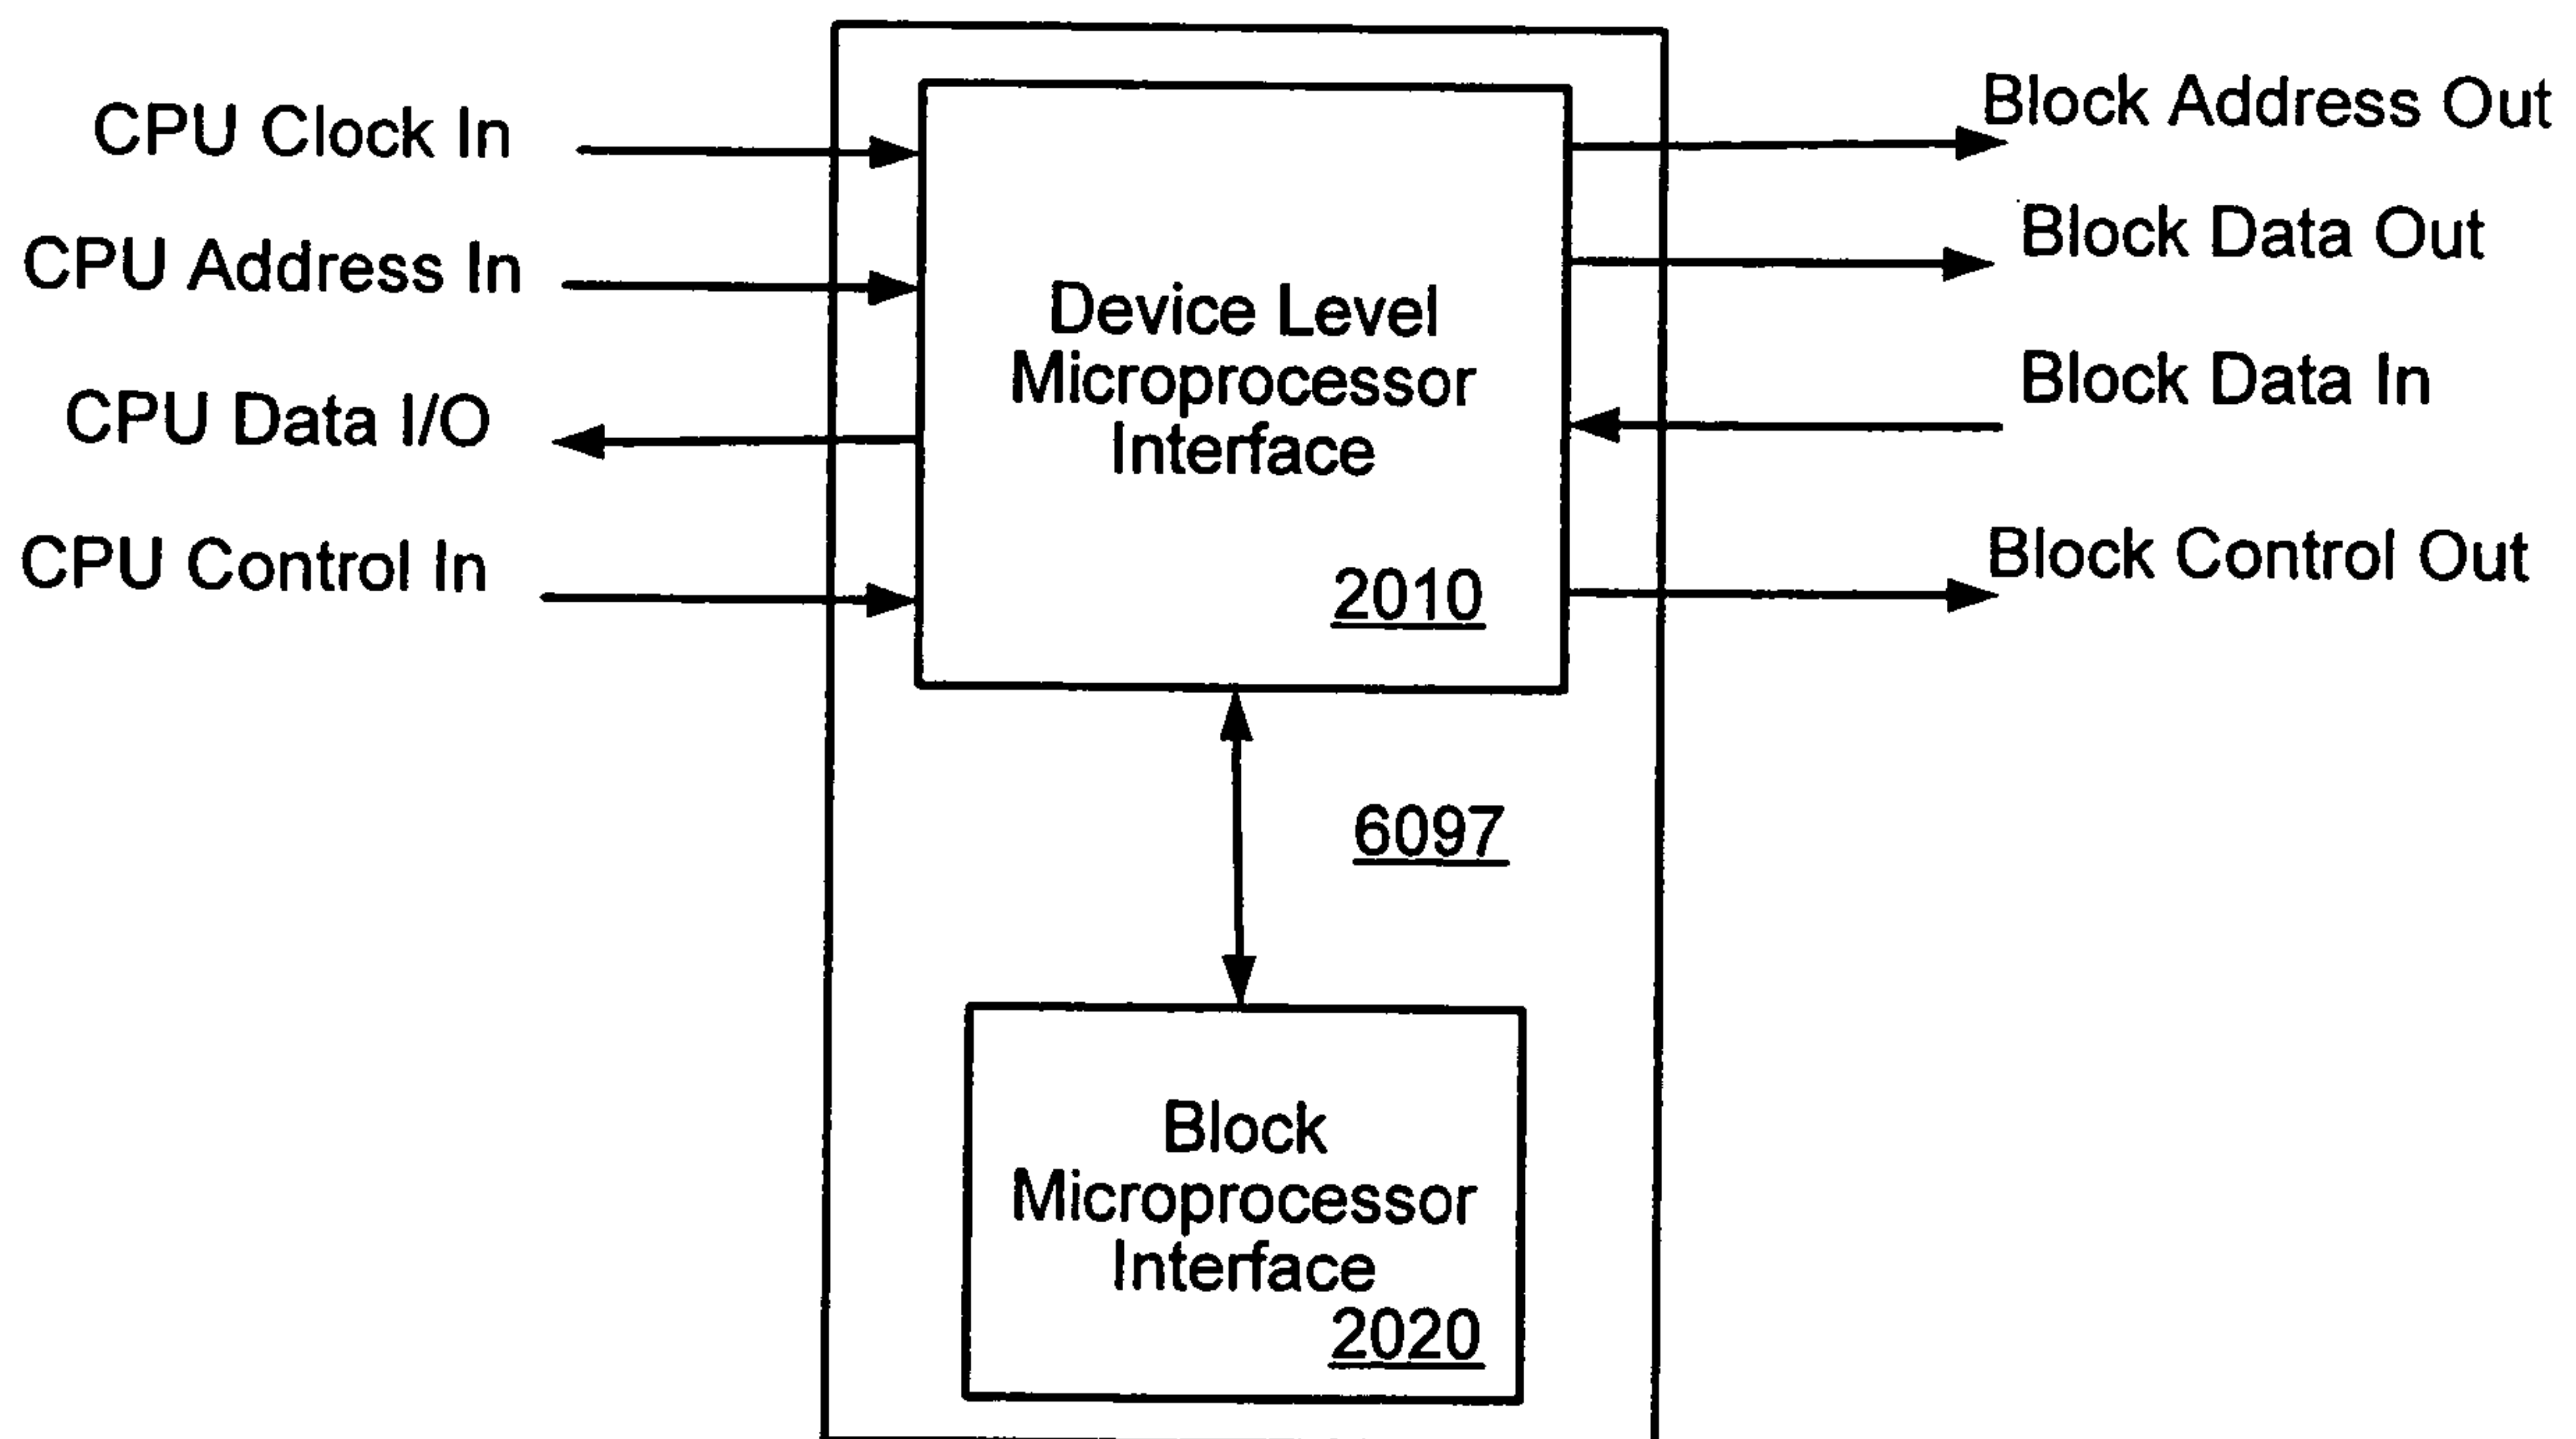 CPU Clock In
CPU Address In
CPU Data I/O
CPU Control In
Device Level
Microprocessor
Interface
2010
Block Address Out
Block Data Out
Block Data In
Block Control Out
6097
Block
Microprocessor
Interface
2020